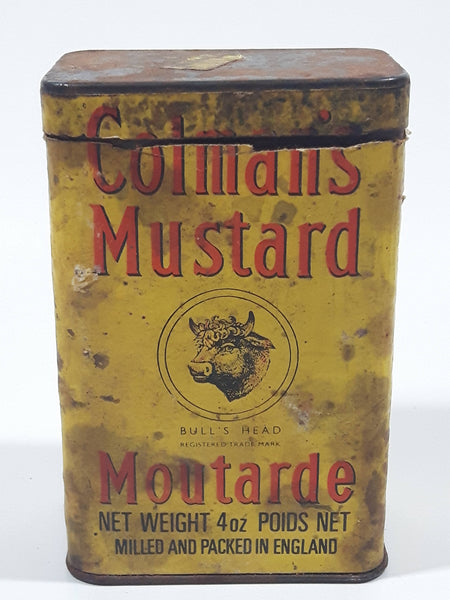 Colman's
Mustard
BULL'S HEAD
REGISTERED TRADE MARK
Moutarde
NET WEIGHT 4oz POIDS NET
MILLED AND PACKED IN ENGLAND